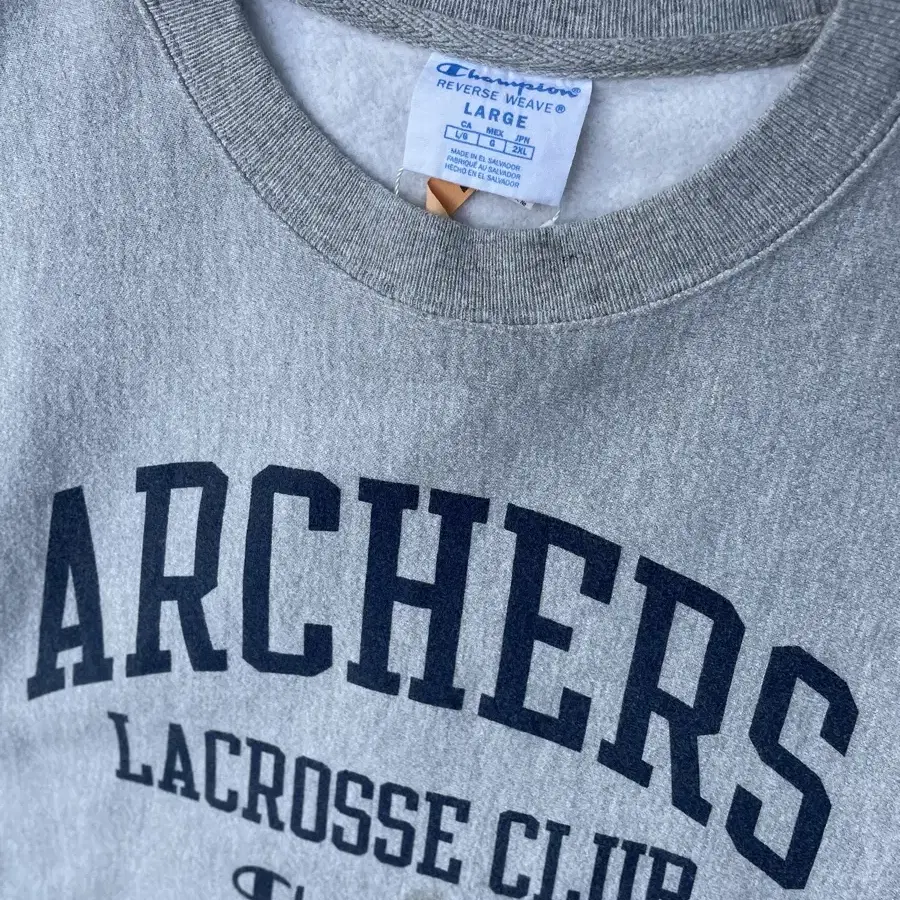 Champion®
REVERSE WEAVE®
LARGE
CA MEX JPN
L/G G 2XL
MADE IN EL SALVADOR
FABRIQUÉ AU SALVADOR
HECHO EN EL SALVADOR
ARCHERS
LACROSSE CLUB